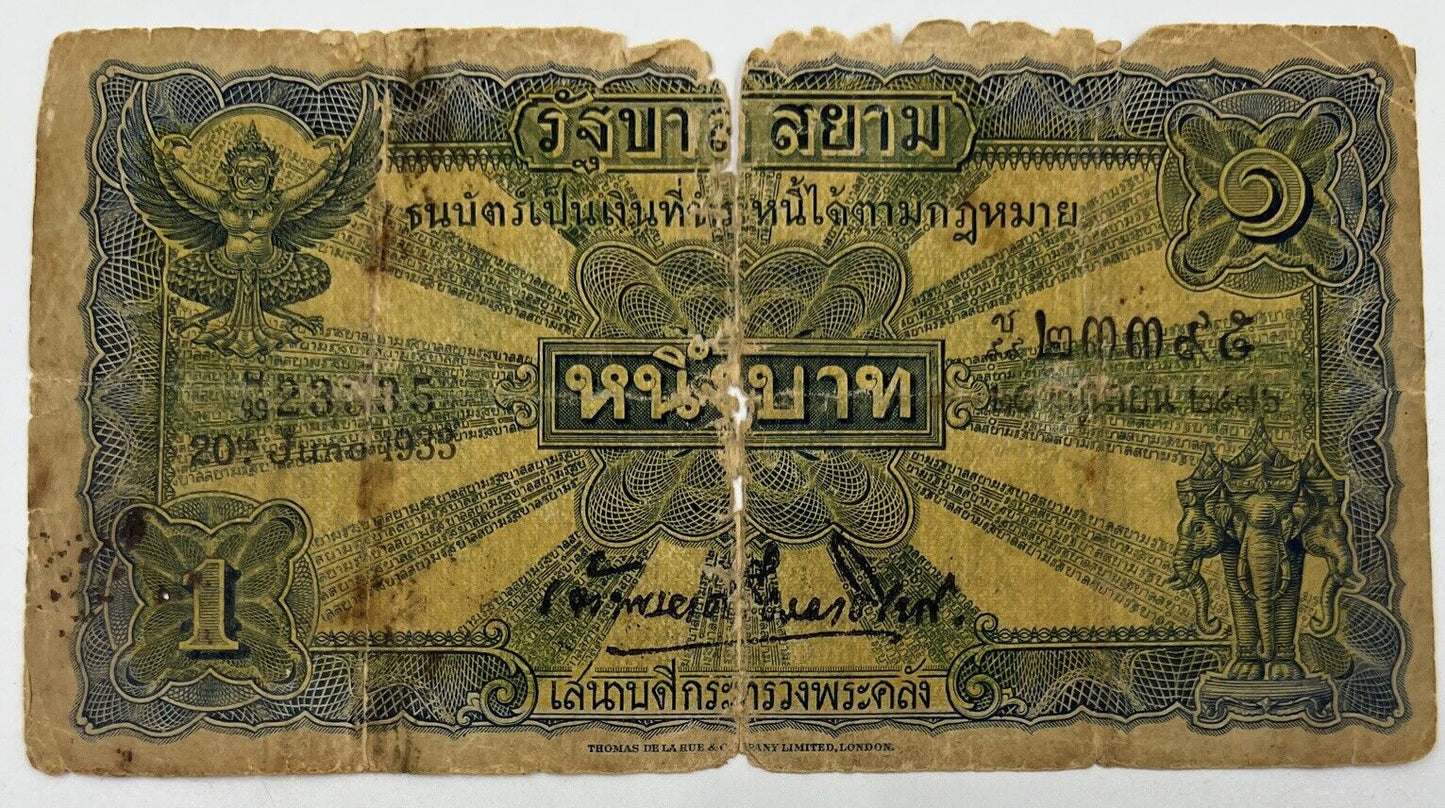 รัฐบาลสยาม
ธนบัตร์เป็นเงินที่ชำระหนี้ได้ตามกฎหมาย
๑
ช ๒๓๓๙๕
หนึ่งบาท
20th June 1933
1
เสนาบดีกระทรวงพระคลัง
THOMAS DE LA RUE & COMPANY LIMITED, LONDON.